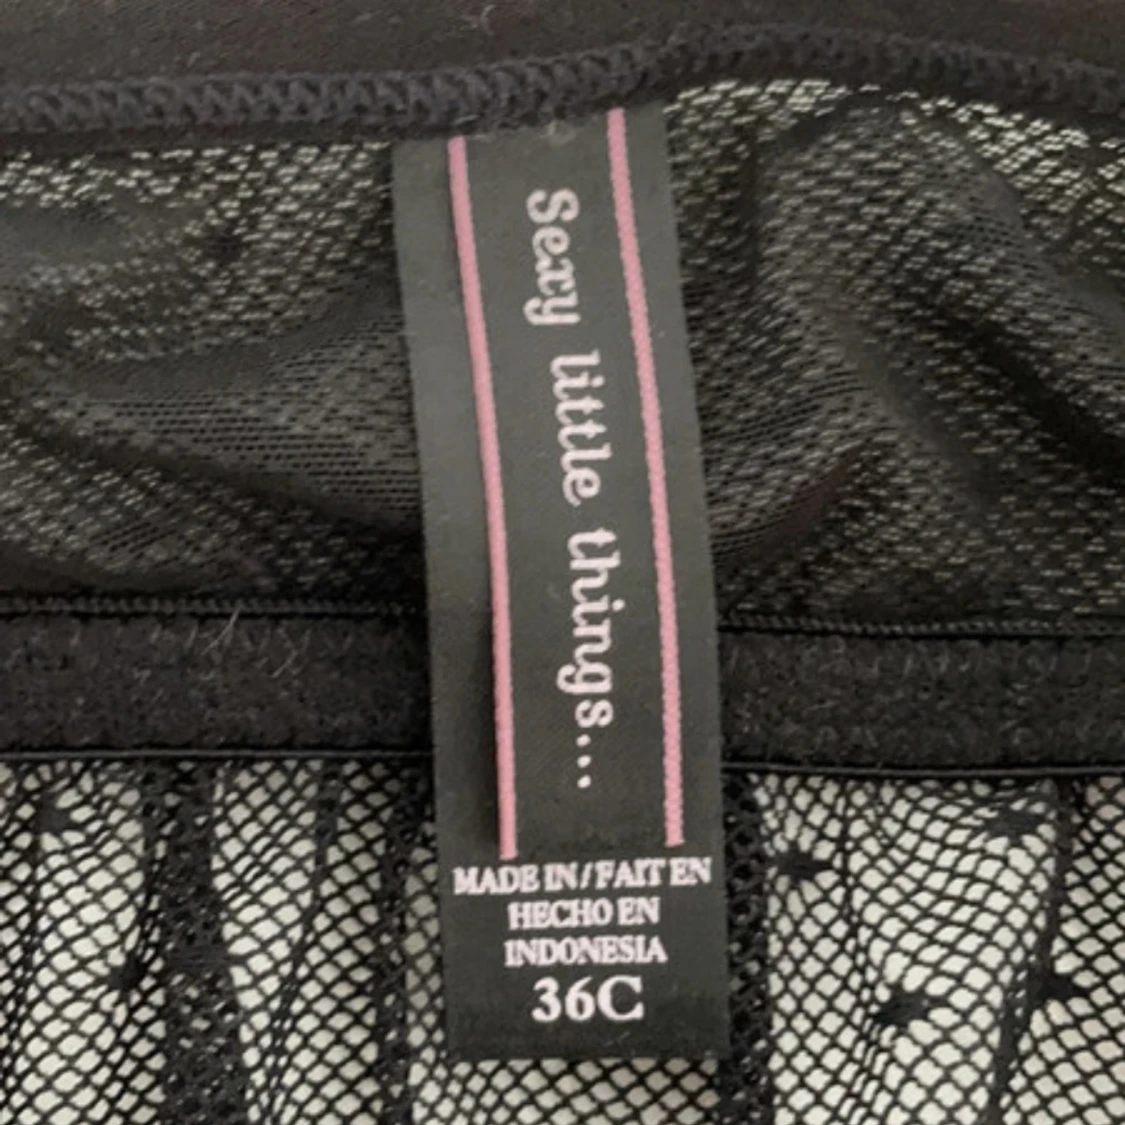 Sexy little things...
MADE IN / FAIT EN
HECHO EN
INDONESIA
36C